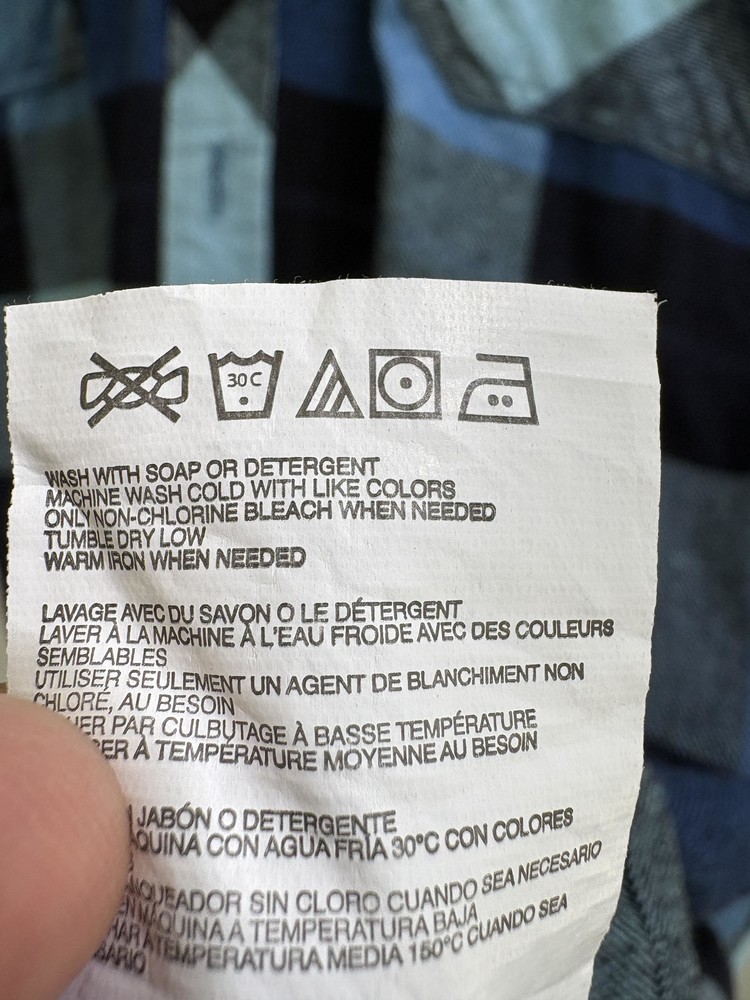 30 C
WASH WITH SOAP OR DETERGENT
MACHINE WASH COLD WITH LIKE COLORS
ONLY NON-CHLORINE BLEACH WHEN NEEDED
TUMBLE DRY LOW
WARM IRON WHEN NEEDED
LAVAGE AVEC DU SAVON O LE DÉTERGENT
LAVER À LA MACHINE À L'EAU FROIDE AVEC DES COULEURS
SEMBLABLES
UTILISER SEULEMENT UN AGENT DE BLANCHIMENT NON
CHLORÉ, AU BESOIN
PAR CULBUTAGE À BASSE TEMPÉRATURE
À TEMPÉRATURE MOYENNE AU BESOIN
JABÓN O DETERGENTE
CON AGUA FRÍA 30°C CON COLORES
SIN CLORO CUANDO SEA NECESARIO
EN MÁQUINA A TEMPERATURA BAJA
A TEMPERATURA MEDIA 150°C CUANDO SEA